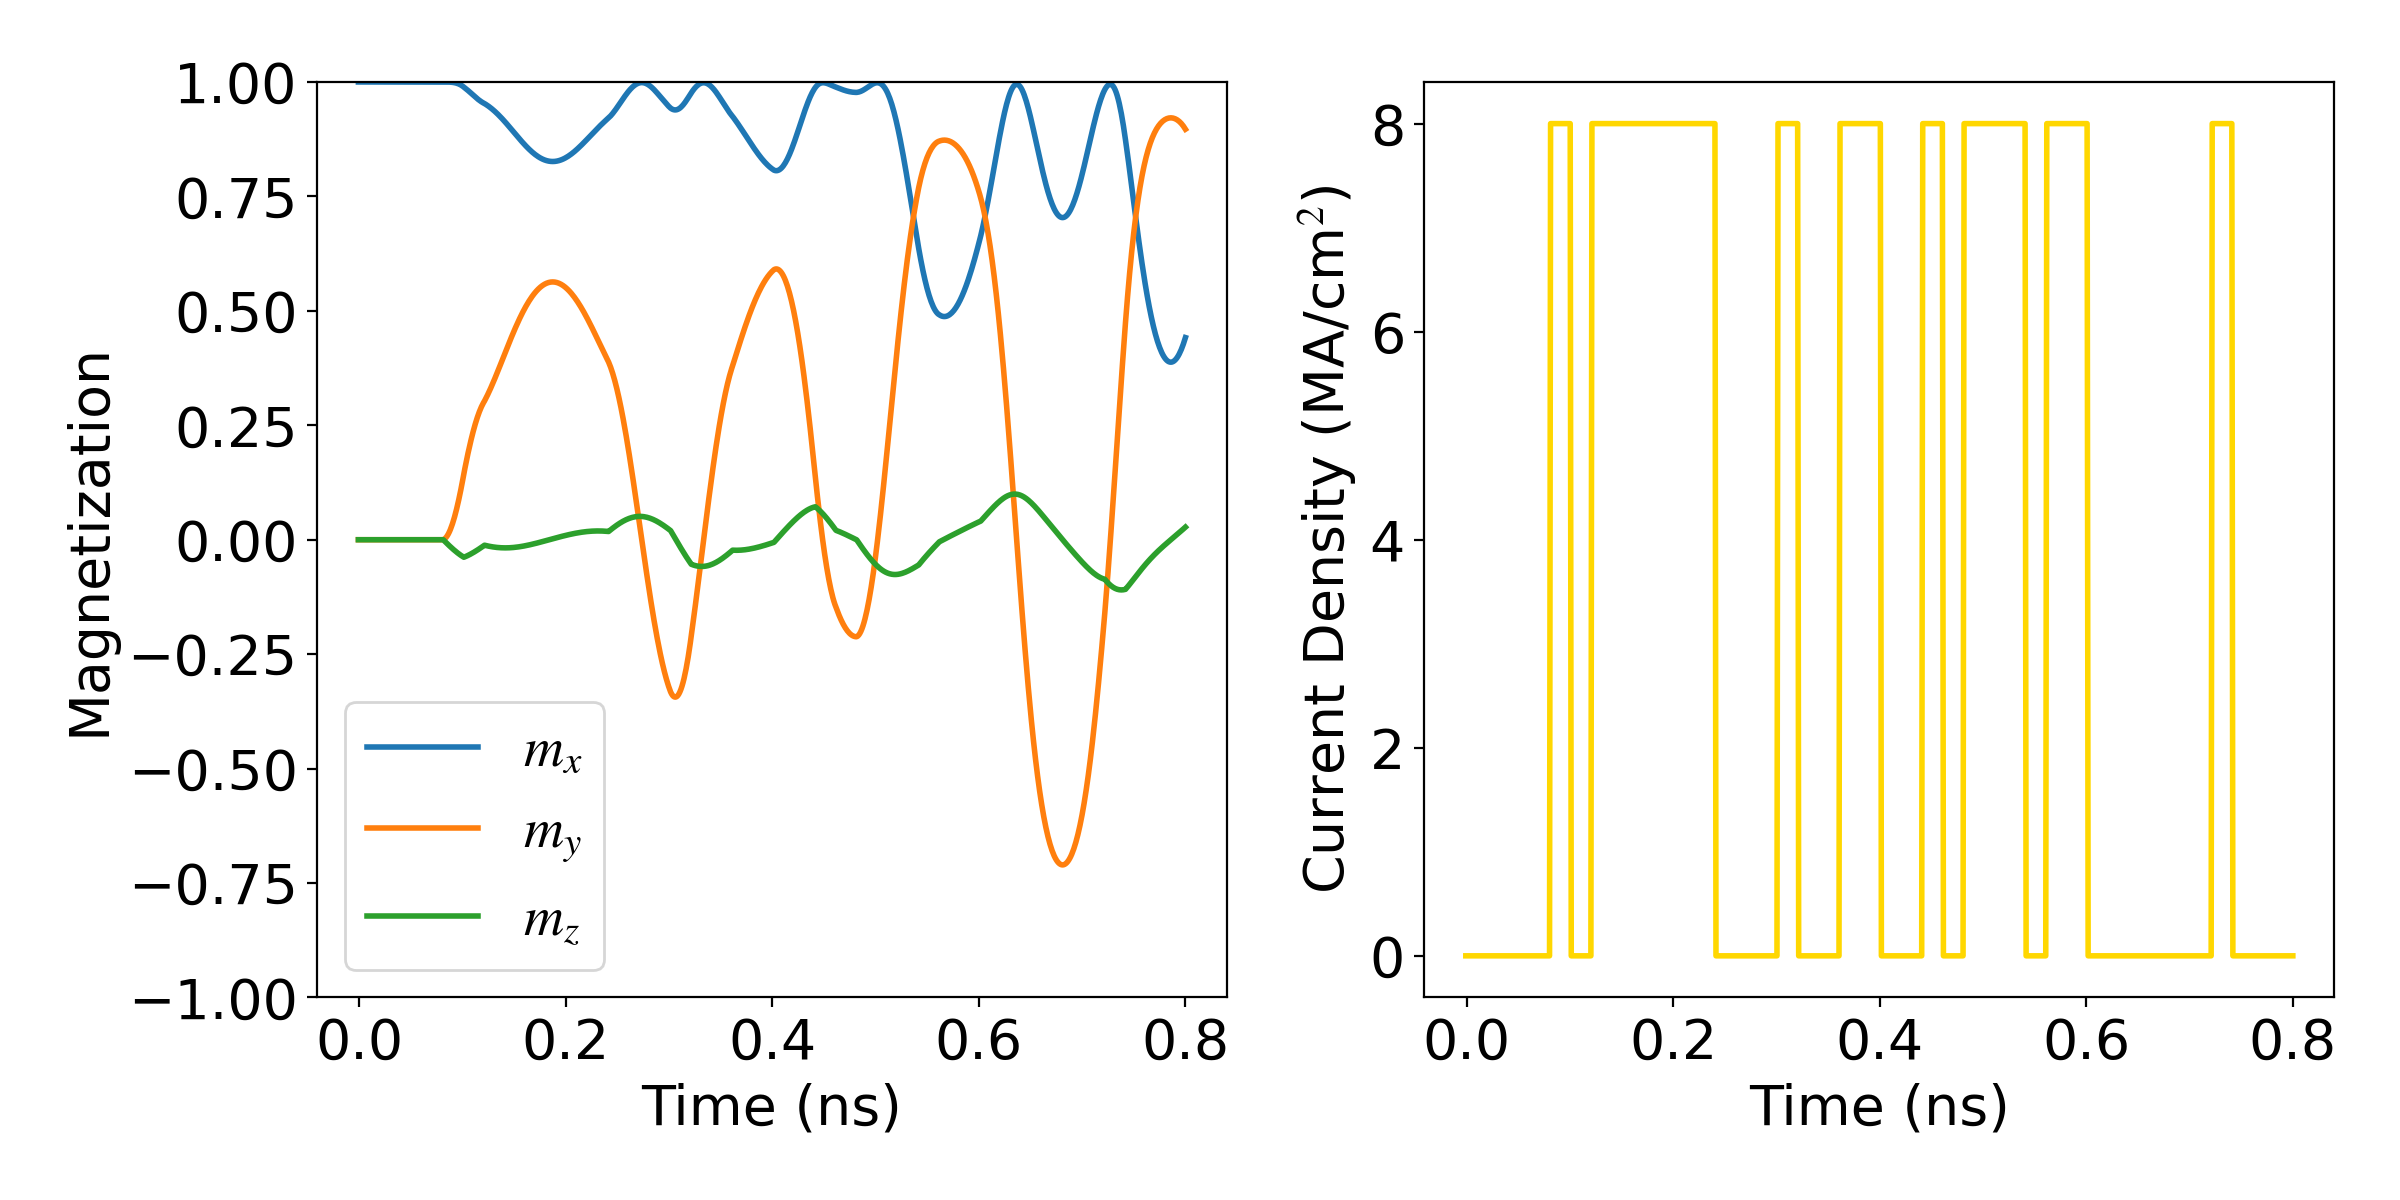 1.00
0.75
0.50
0.25
0.00
−0.25
−0.50
−0.75
−1.00
Magnetization
m_x
m_y
m_z
0.0 0.2 0.4 0.6 0.8
Time (ns)
8
6
4
2
0
Current Density (MA/cm²)
0.0 0.2 0.4 0.6 0.8
Time (ns)